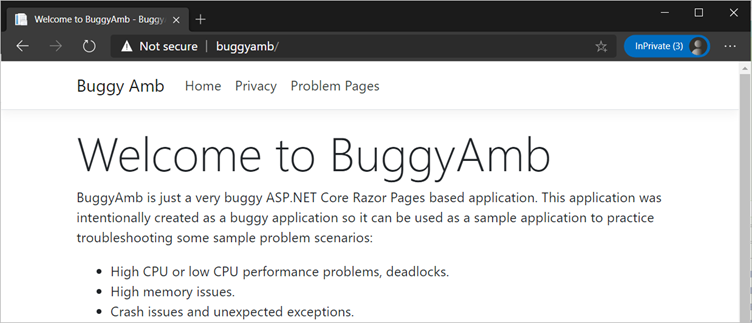 Welcome to BuggyAmb - Buggy
Not secure | buggyamb/
InPrivate (3)
Buggy Amb Home Privacy Problem Pages
Welcome to BuggyAmb
BuggyAmb is just a very buggy ASP.NET Core Razor Pages based application. This application was
intentionally created as a buggy application so it can be used as a sample application to practice
troubleshooting some sample problem scenarios:
• High CPU or low CPU performance problems, deadlocks.
• High memory issues.
• Crash issues and unexpected exceptions.